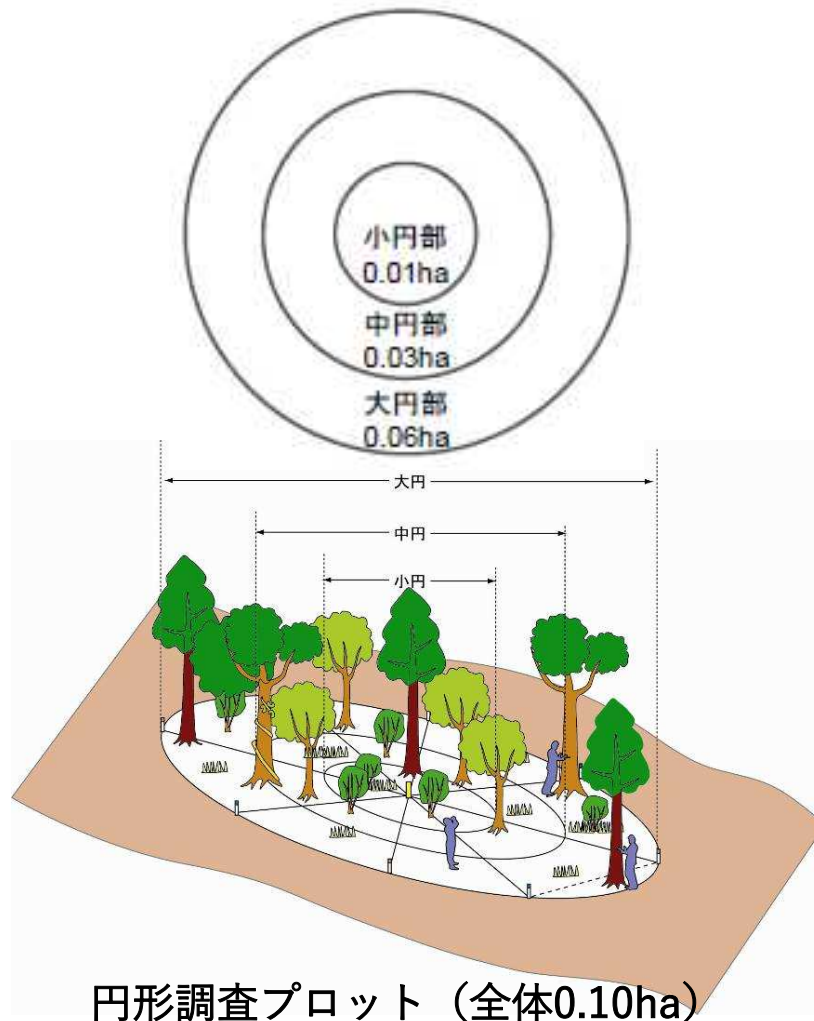 小円部
0.01ha
中円部
0.03ha
大円部
0.06ha
大円
中円
小円
円形調査プロット（全体0.10ha）